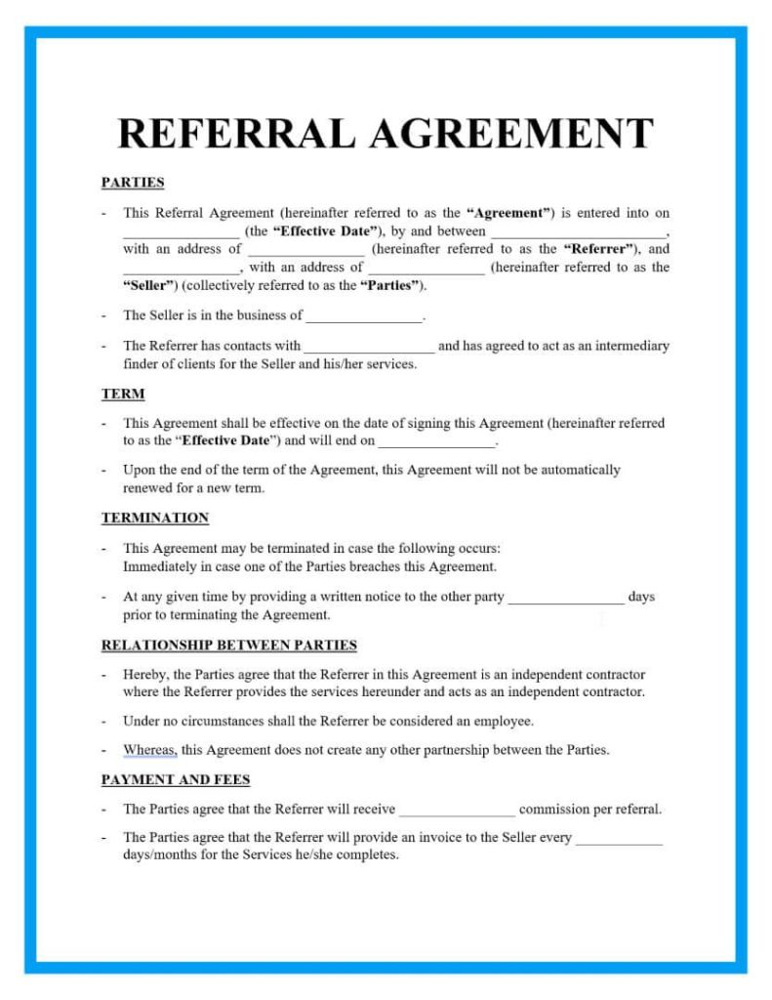 REFERRAL AGREEMENT
PARTIES
- This Referral Agreement (hereinafter referred to as the “Agreement”) is entered into on
________________ (the “Effective Date”), by and between ________________________,
with an address of ________________ (hereinafter referred to as the “Referrer”), and
________________, with an address of ________________ (hereinafter referred to as the
“Seller”) (collectively referred to as the “Parties”).
- The Seller is in the business of ________________.
- The Referrer has contacts with __________________ and has agreed to act as an intermediary
finder of clients for the Seller and his/her services.
TERM
- This Agreement shall be effective on the date of signing this Agreement (hereinafter referred
to as the “Effective Date”) and will end on ________________.
- Upon the end of the term of the Agreement, this Agreement will not be automatically
renewed for a new term.
TERMINATION
- This Agreement may be terminated in case the following occurs:
Immediately in case one of the Parties breaches this Agreement.
- At any given time by providing a written notice to the other party ________________ days
prior to terminating the Agreement.
RELATIONSHIP BETWEEN PARTIES
- Hereby, the Parties agree that the Referrer in this Agreement is an independent contractor
where the Referrer provides the services hereunder and acts as an independent contractor.
- Under no circumstances shall the Referrer be considered an employee.
- Whereas, this Agreement does not create any other partnership between the Parties.
PAYMENT AND FEES
- The Parties agree that the Referrer will receive ________________ commission per referral.
- The Parties agree that the Referrer will provide an invoice to the Seller every ____________
days/months for the Services he/she completes.